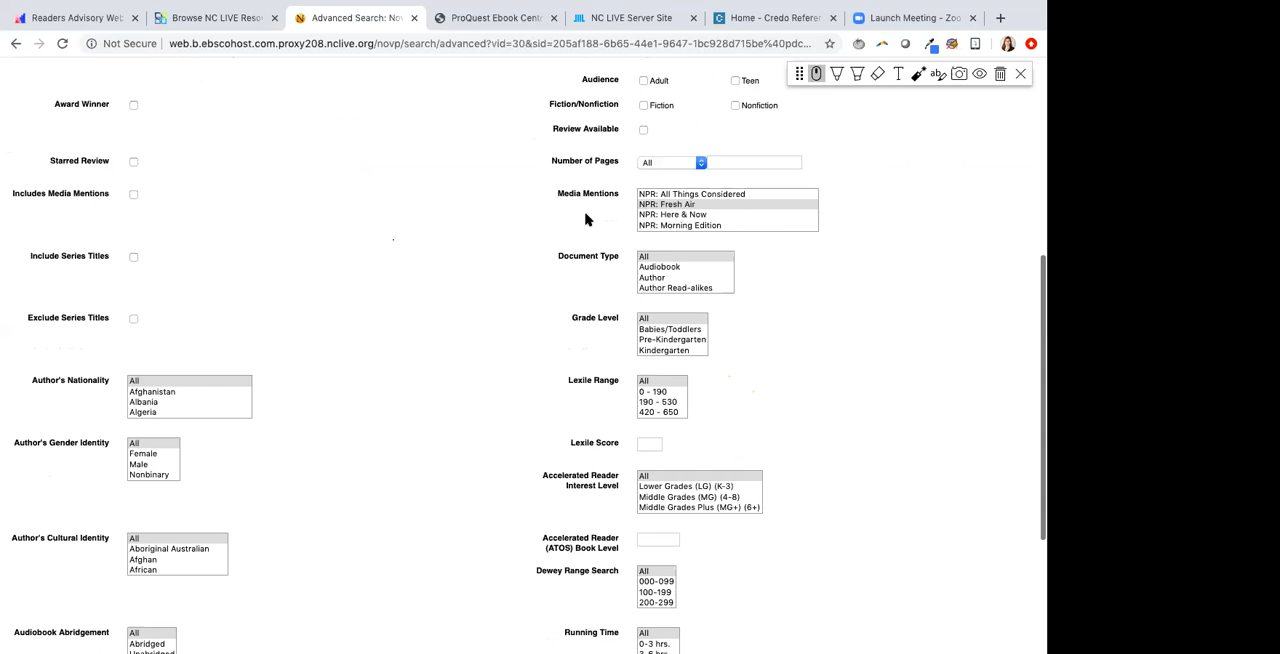 Readers Advisory Web
Browse NC LIVE Reso
Advanced Search: Nov
ProQuest Ebook Cent
NC LIVE Server Site
Home - Credo Referen
Launch Meeting - Zoo
Not Secure
web.b.ebscohost.com.proxy208.nclive.org/novp/search/advanced?vid=30&sid=205af188-6b65-44e1-9647-1bc928d715be%40pdc...
Audience
Adult
Teen
Award Winner
Fiction/Nonfiction
Fiction
Nonfiction
Review Available
Starred Review
Number of Pages
All
Includes Media Mentions
Media Mentions
NPR: All Things Considered
NPR: Fresh Air
NPR: Here & Now
NPR: Morning Edition
Include Series Titles
Document Type
All
Audiobook
Author
Author Read-alikes
Exclude Series Titles
Grade Level
All
Babies/Toddlers
Pre-Kindergarten
Kindergarten
Author's Nationality
All
Afghanistan
Albania
Algeria
Lexile Range
All
0 - 190
190 - 530
420 - 650
Author's Gender Identity
All
Female
Male
Nonbinary
Lexile Score
Accelerated Reader
Interest Level
All
Lower Grades (LG) (K-3)
Middle Grades (MG) (4-8)
Middle Grades Plus (MG+) (6+)
Author's Cultural Identity
All
Aboriginal Australian
Afghan
African
Accelerated Reader
(ATOS) Book Level
Dewey Range Search
All
000-099
100-199
200-299
Audiobook Abridgement
All
Abridged
Unabridged
Running Time
All
0-3 hrs.
3-6 hrs.